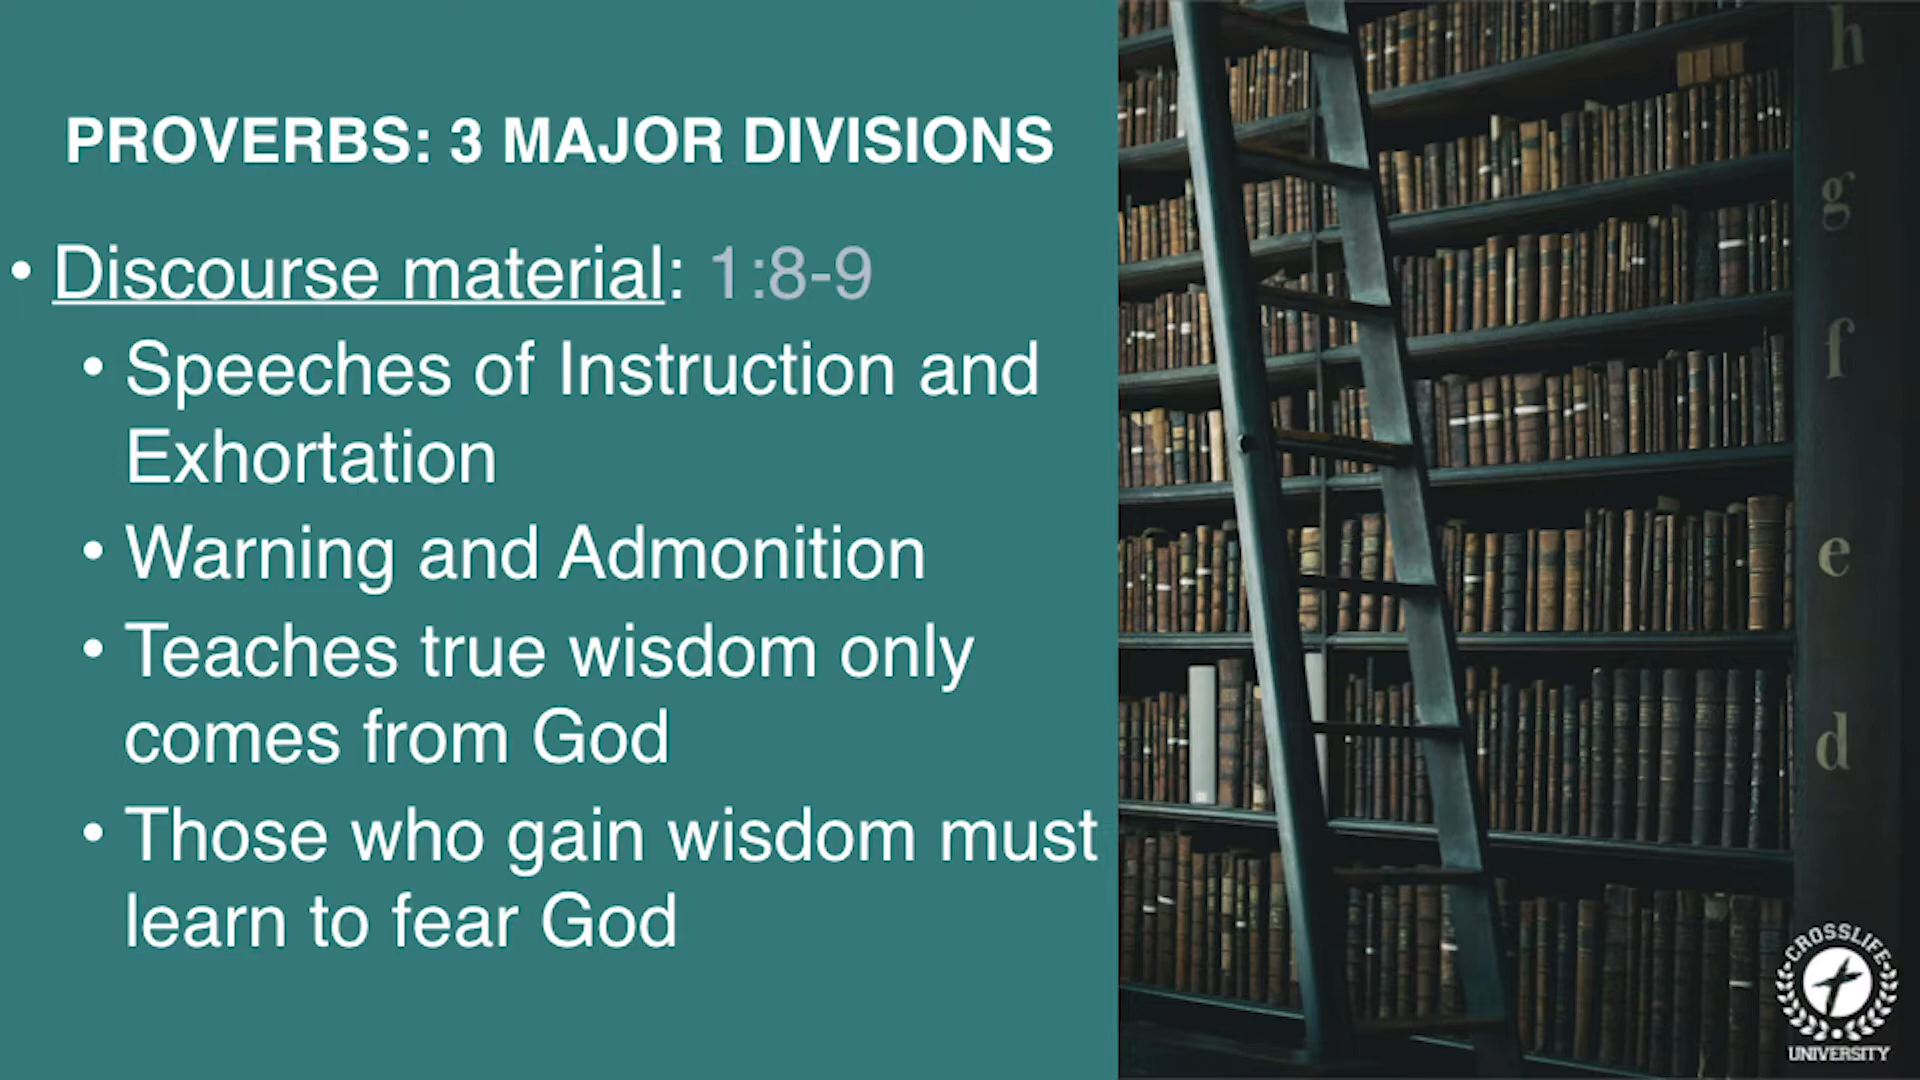 PROVERBS: 3 MAJOR DIVISIONS
• Discourse material: 1:8-9
• Speeches of Instruction and
Exhortation
• Warning and Admonition
• Teaches true wisdom only
comes from God
• Those who gain wisdom must
learn to fear God
h
g
f
e
d
CROSSLIFE
UNIVERSITY